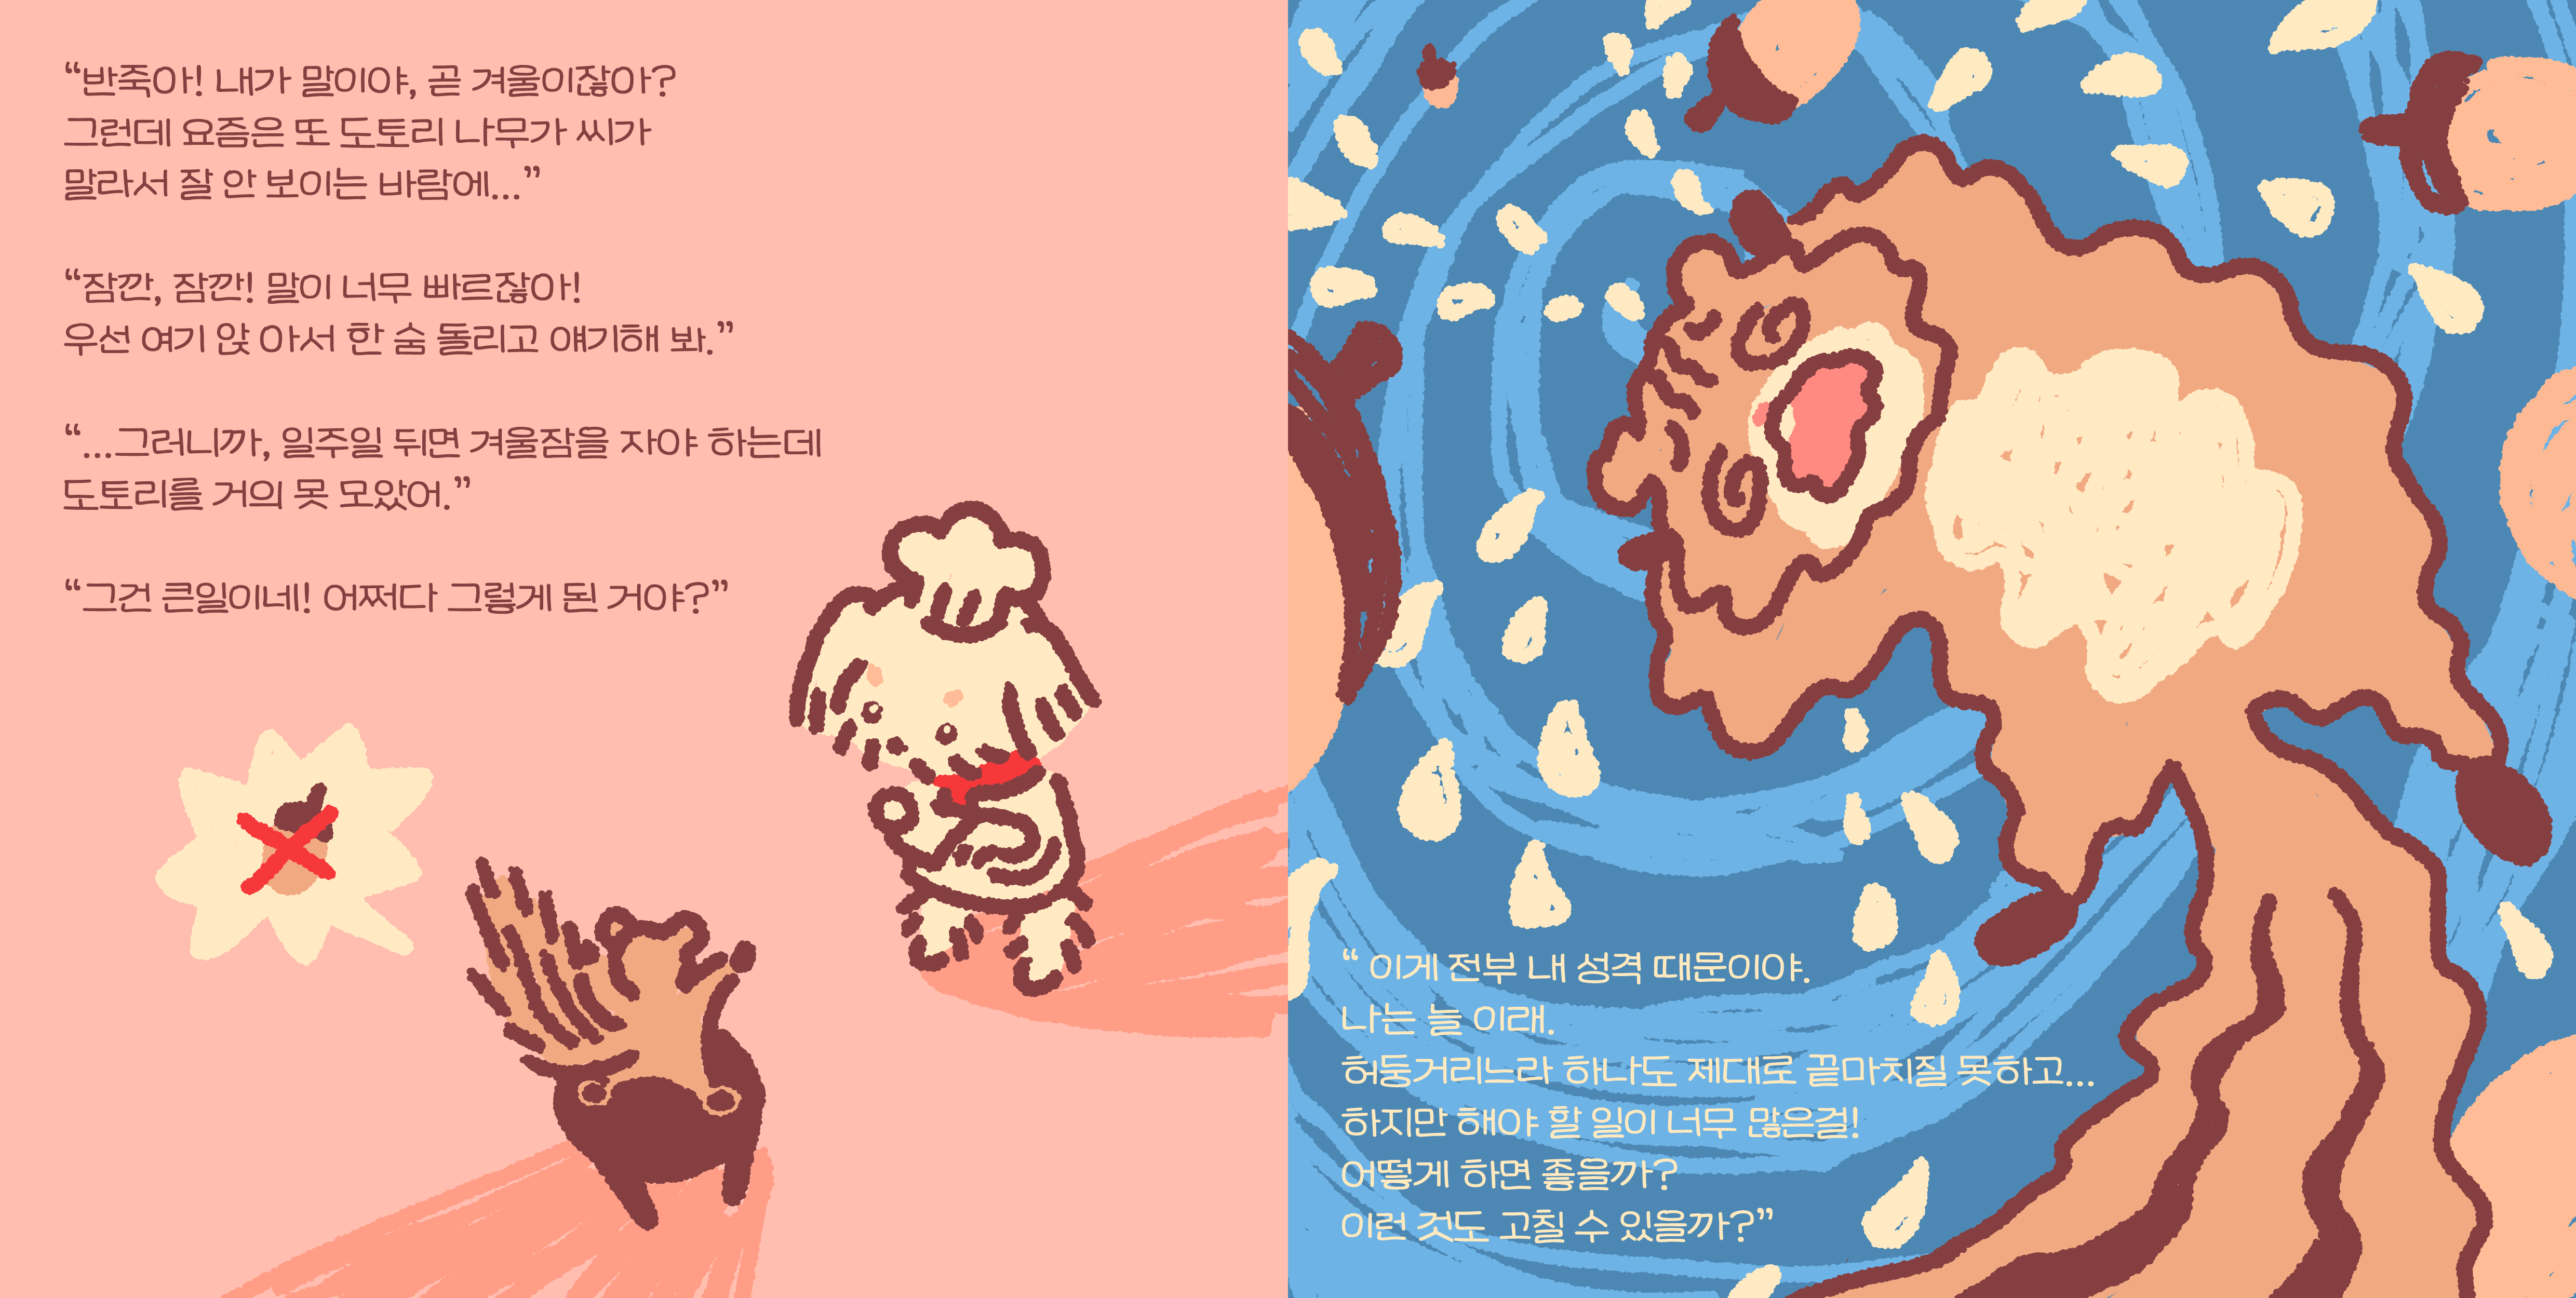 “반죽아! 내가 말이야, 곧 겨울이잖아?
그런데 요즘은 또 도토리 나무가 씨가
말라서 잘 안 보이는 바람에...”
“잠깐, 잠깐! 말이 너무 빠르잖아!
우선 여기 앉 아서 한 숨 돌리고 얘기해 봐.”
“...그러니까, 일주일 뒤면 겨울잠을 자야 하는데
도토리를 거의 못 모았어.”
“그건 큰일이네! 어쩌다 그렇게 된 거야?”
“ 이게 전부 내 성격 때문이야.
나는 늘 이래.
허둥거리느라 하나도 제대로 끝마치질 못하고...
하지만 해야 할 일이 너무 많은걸!
어떻게 하면 좋을까?
이런 것도 고칠 수 있을까?”